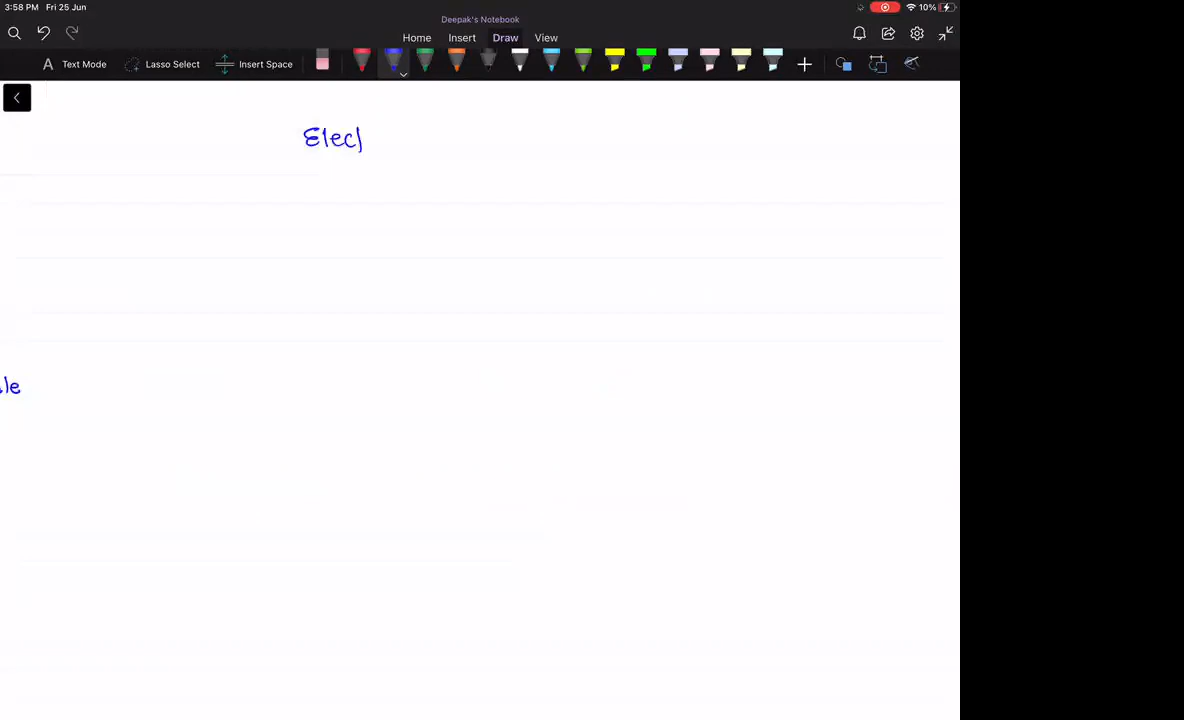 3:58 PM Fri 25 Jun 10%
Deepak's Notebook
Home Insert Draw View
Text Mode Lasso Select Insert Space
Elec
le